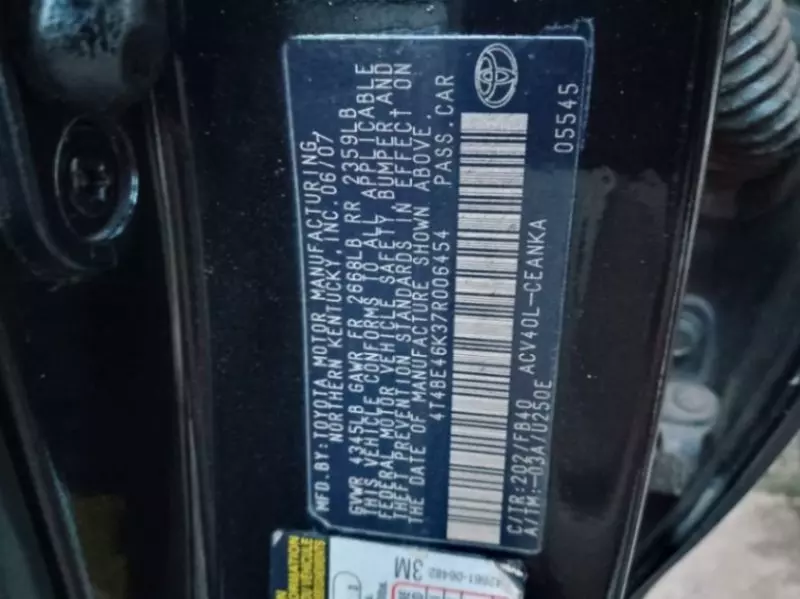 MFD.BY:TOYOTA MOTOR MANUFACTURING,
NORTHERN KENTUCKY, INC.06/07
GVWR 4345LB GAWR FR 2668LB RR 2359LB
THIS VEHICLE CONFORMS TO ALL APPLICABLE
FEDERAL MOTOR VEHICLE SAFETY, BUMPER, AND
THEFT PREVENTION STANDARDS IN EFFECT ON
THE DATE OF MANUFACTURE SHOWN ABOVE.
4T4BE46K37R006454 PASS.CAR
C/TR:202/FB40 ACV40L-CEANKA 05545
A/TM:-03A/U250E
3M